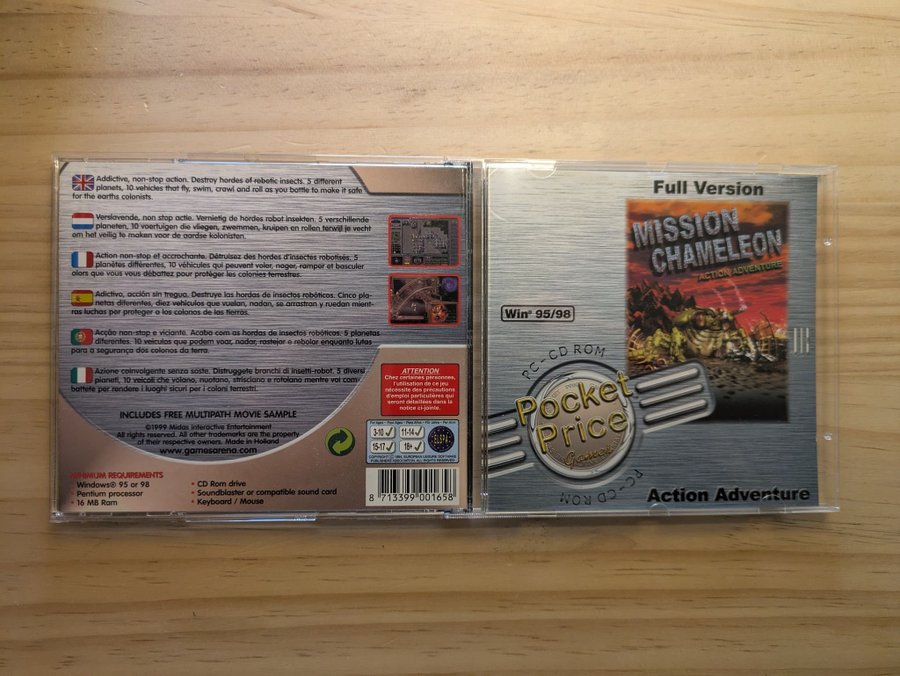 Addictive, non-stop action. Destroy hordes of robotic insects. 5 different
planets, 10 vehicles that fly, swim, crawl and roll as you battle to make it safe
for the earths colonists.
Verslavende, non stop actie. Vernietig de hordes robot insekten. 5 verschillende
planeten, 10 voertuigen die vliegen, zwemmen, kruipen en rollen terwijl je vecht
om het veilig te maken voor de aardse kolonisten.
Action non-stop et accrochante. Détruisez des hordes d'insectes robotisés. 5
planètes différentes, 10 véhicules qui peuvent voler, nager, ramper et basculer
alors que vous vous débattez pour protéger les colonies terrestres.
Adictivo, acción sin tregua. Destruye las hordas de insectos robóticos. Cinco pla-
netas diferentes, diez vehículos que vuelan, nadan, se arrastran y ruedan mien-
tras luchas por proteger a los colonos de las tierras.
Acção non-stop e viciante. Acaba com as hordas de insectos robóticos. 5 planetas
diferentes, 10 veiculos que podem voar, nadar, rastejar e rebolar enquanto lutas
para a segurança dos colonos da terra.
Azione coinvolgente senza soste. Distruggete branchi di insetti-robot. 5 diversi
pianeti, 10 veicoli che volano, nuotano, strisciano e rotolano mentre voi com-
battete per rendere i luoghi sicuri per i coloni terrestri.
INCLUDES FREE MULTIPATH MOVIE SAMPLE
©1999 Midas interactive Entertainment
All rights reserved. All other trademarks are the property
of their respective owners. Made in Holland
www.gamesarena.com
MINIMUM REQUIREMENTS
Windows® 95 or 98
• Pentium processor
• 16 MB Ram
• CD Rom drive
• Soundblaster or compatible sound card
• Keyboard / Mouse
ATTENTION
Chez certaines personnes,
l'utilisation de ce jeu
nécessite des précautions
d'emploi particulières qui
seront détaillées dans la
notice ci-jointe.
3-10 11-14
15-17 18+
ELSPA
8 713399 001658
Full Version
MISSION
CHAMELEON
ACTION ADVENTURE
Win® 95/98
PC-CD ROM
Pocket
Price
Games
PC-CD ROM
Action Adventure